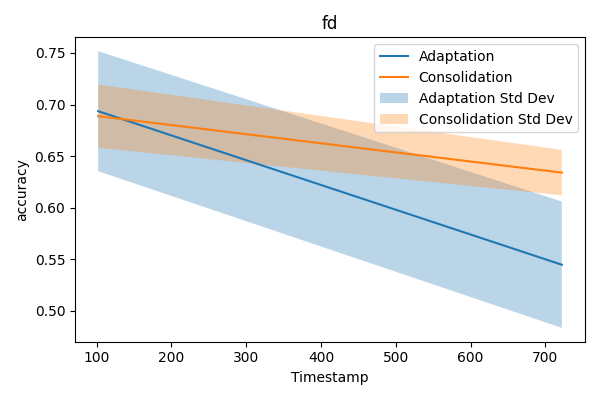 fd
0.75
0.70
0.65
0.60
0.55
0.50
accuracy
Adaptation
Consolidation
Adaptation Std Dev
Consolidation Std Dev
100 200 300 400 500 600 700
Timestamp